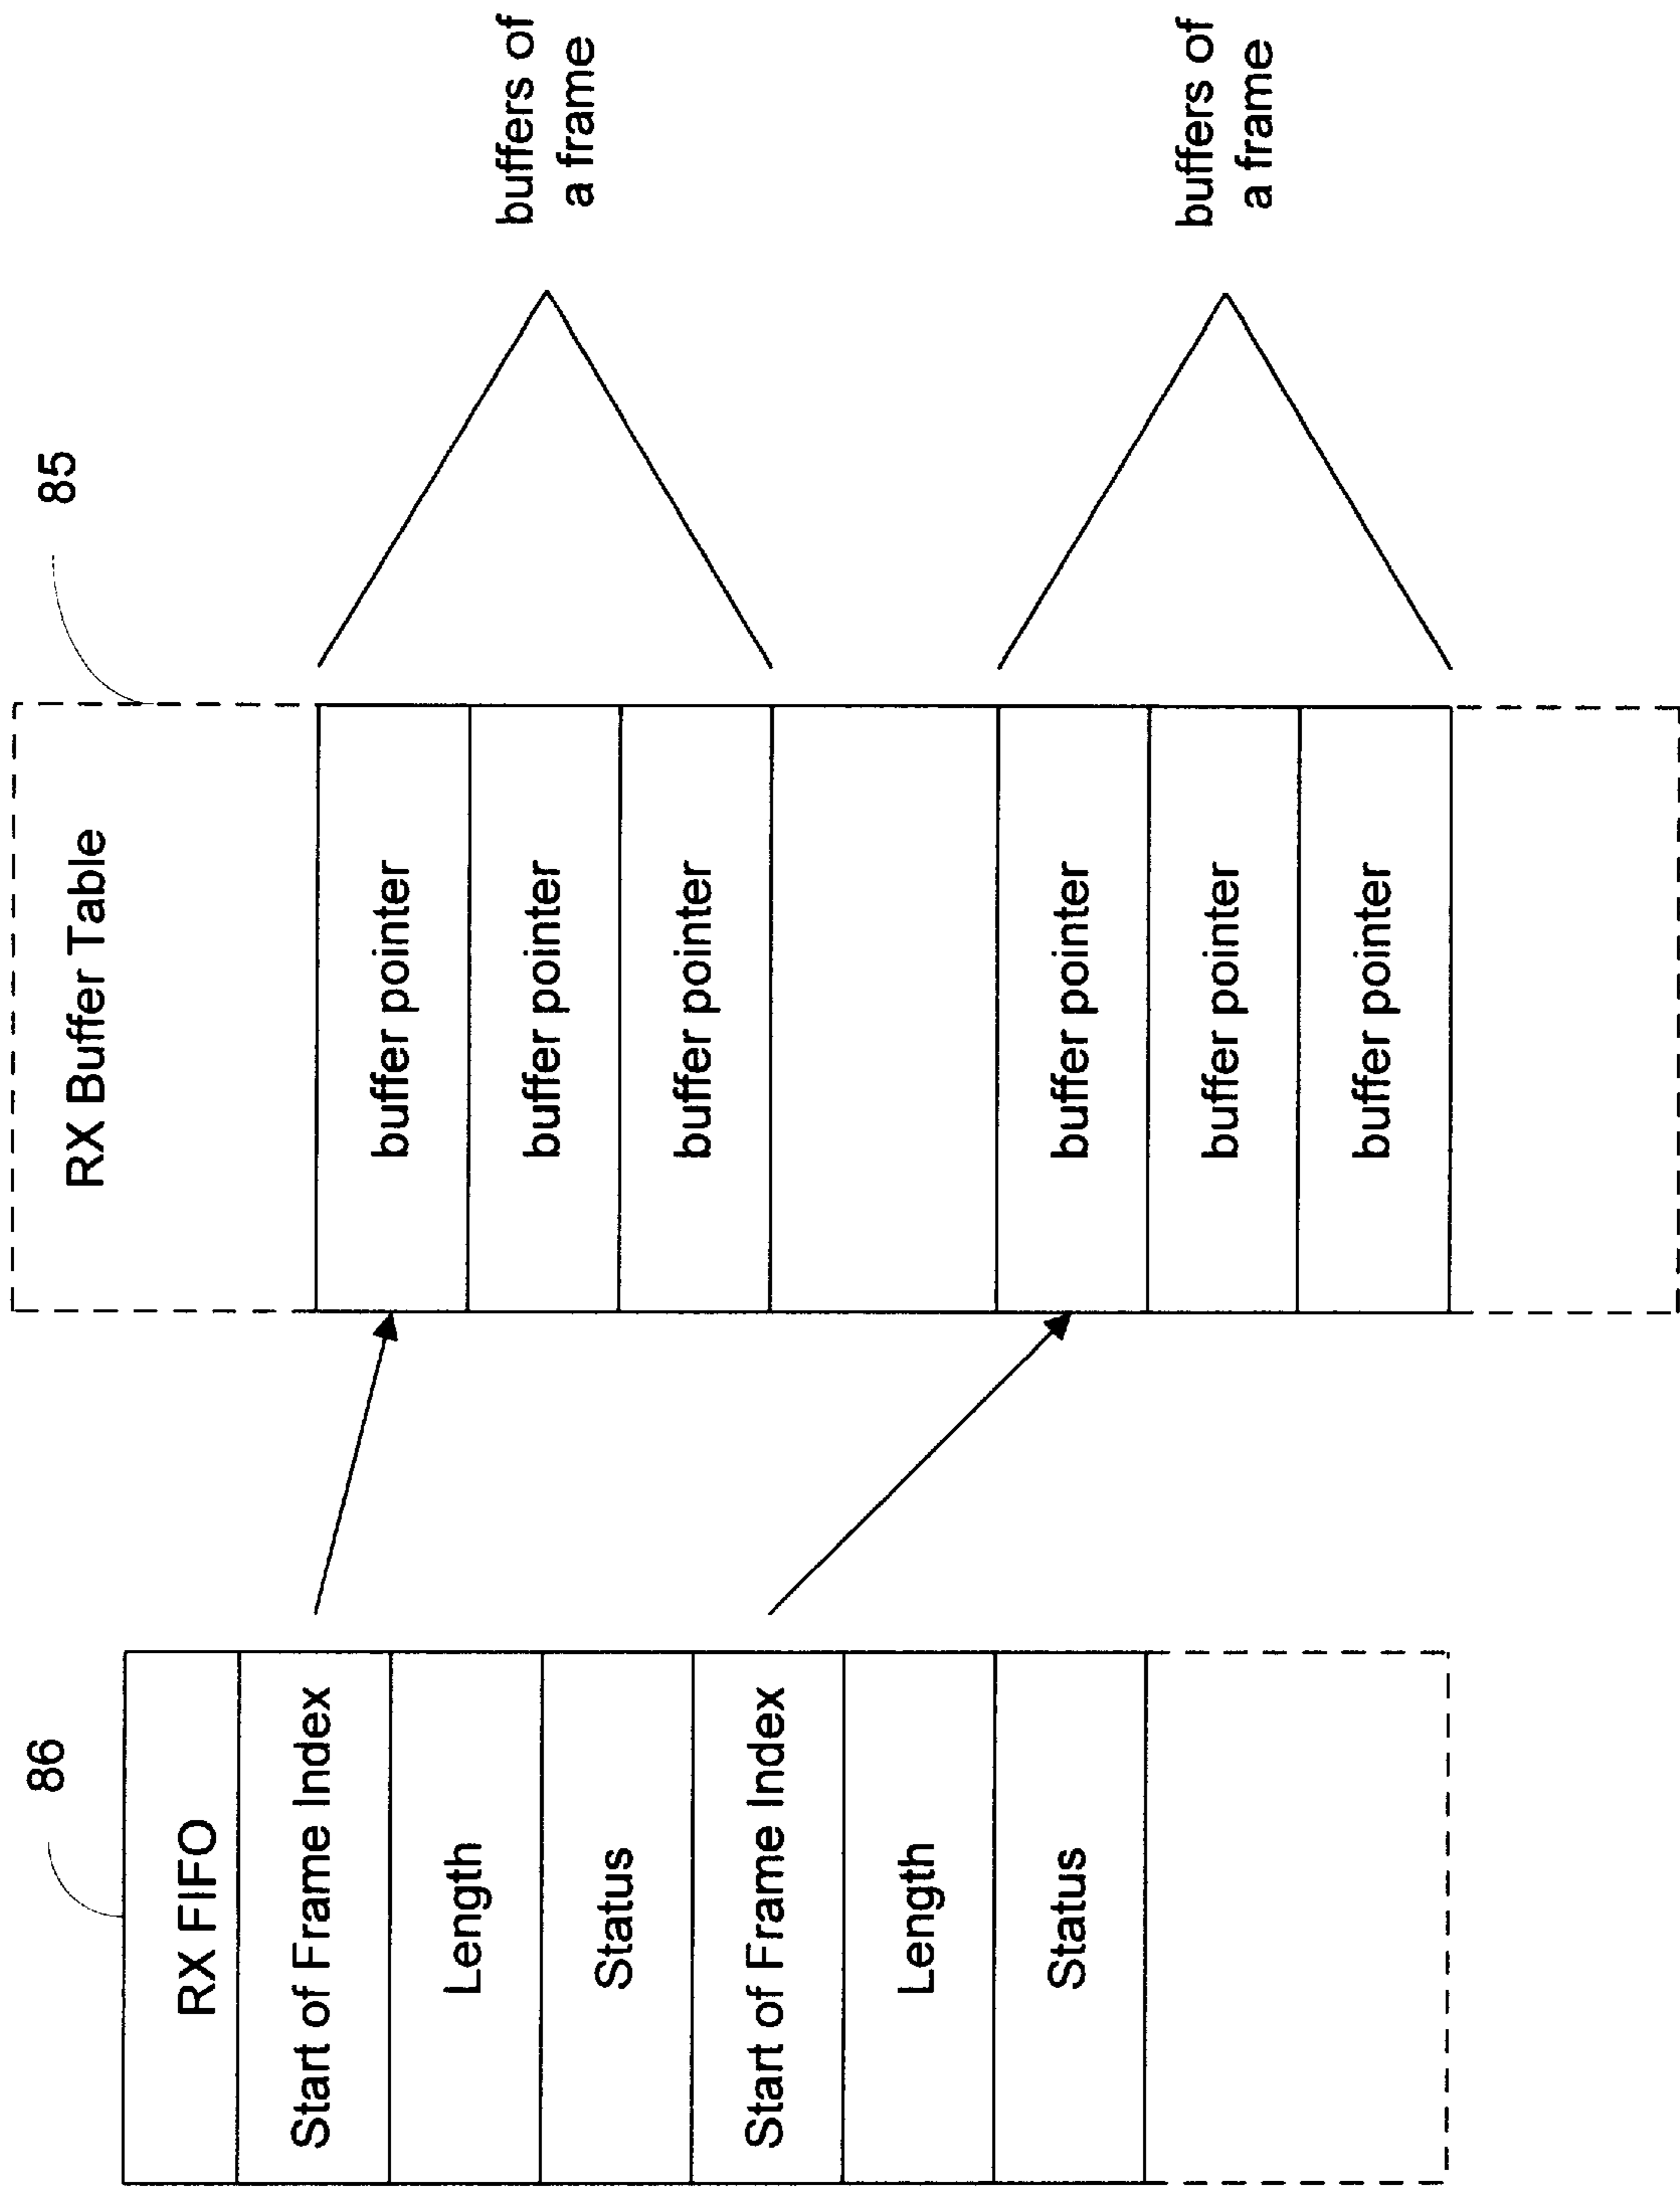 86
RX FIFO
Start of Frame Index
Length
Status
Start of Frame Index
Length
Status
85
RX Buffer Table
buffer pointer
buffer pointer
buffer pointer
buffer pointer
buffer pointer
buffer pointer
buffers of
a frame
buffers of
a frame